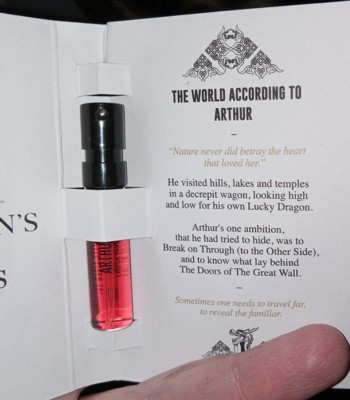 THE WORLD ACCORDING TO
ARTHUR
–
“Nature never did betray the heart
that loved her.”
He visited hills, lakes and temples
in a decrepit wagon, looking high
and low for his own Lucky Dragon.
Arthur's one ambition,
that he had tried to hide, was to
Break on Through (to the Other Side),
and to know what lay behind
The Doors of The Great Wall.
–
Sometimes one needs to travel far,
to reveal the familiar.
N'S
S
ARTHUR